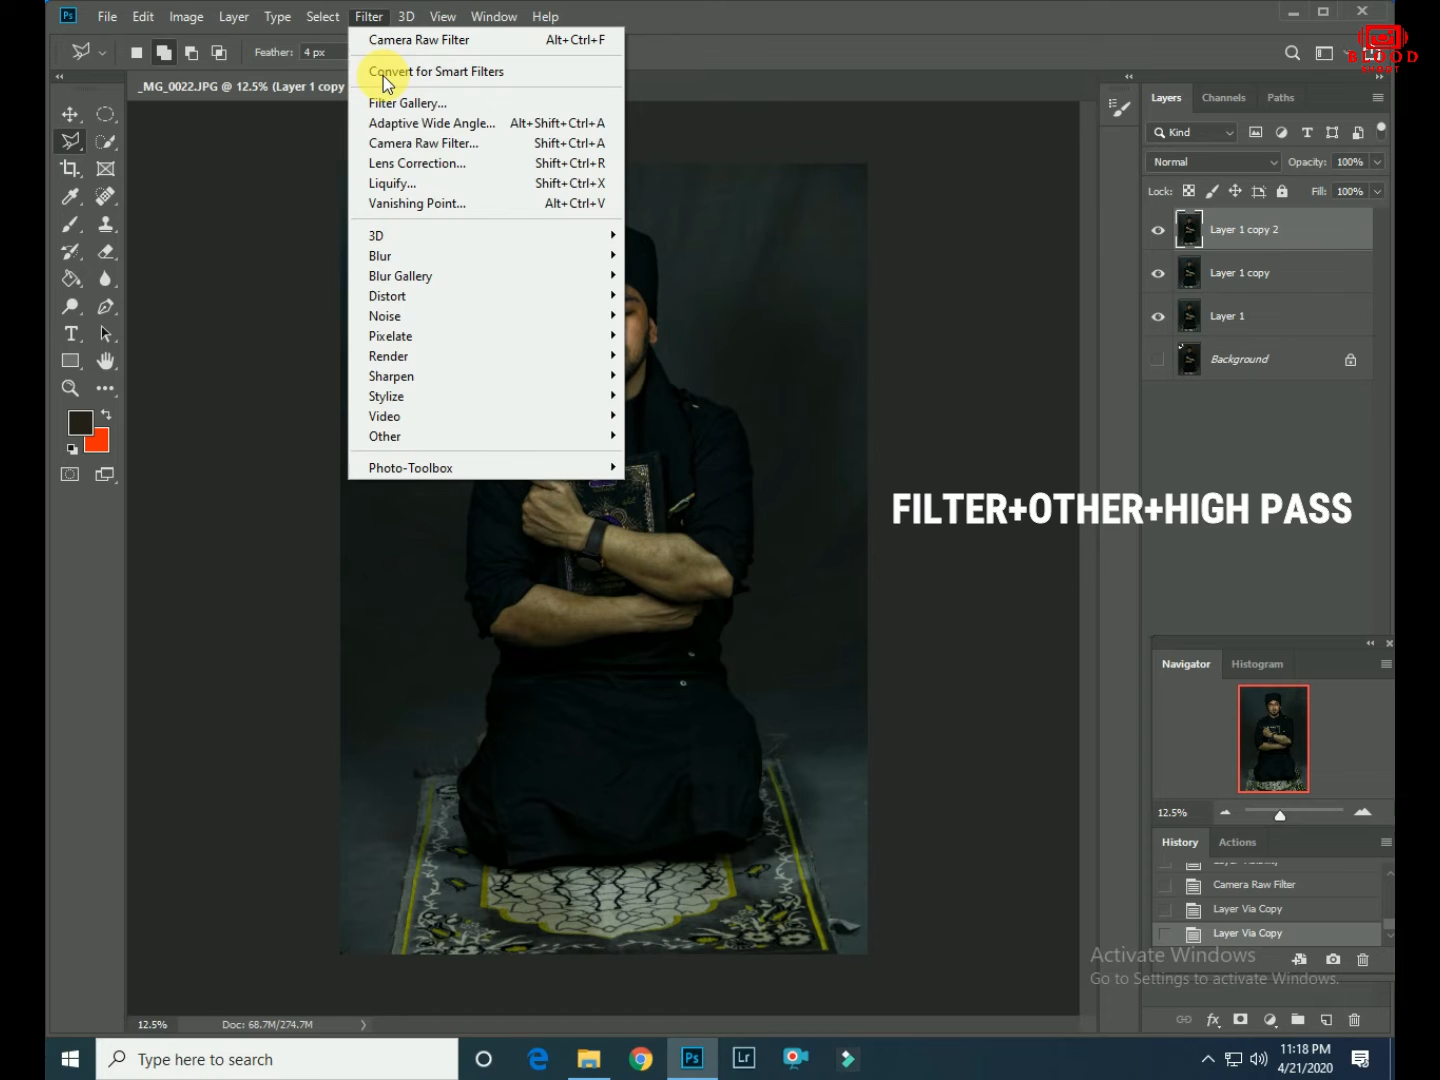 Ps File Edit Image Layer Type Select Filter 3D View Window Help
Feather: 4 px
BLOOD
_MG_0022.JPG @ 12.5% (Layer 1 copy
Camera Raw Filter Alt+Ctrl+F
Convert for Smart Filters
Filter Gallery...
Adaptive Wide Angle... Alt+Shift+Ctrl+A
Camera Raw Filter... Shift+Ctrl+A
Lens Correction... Shift+Ctrl+R
Liquify... Shift+Ctrl+X
Vanishing Point... Alt+Ctrl+V
3D
Blur
Blur Gallery
Distort
Noise
Pixelate
Render
Sharpen
Stylize
Video
Other
Photo-Toolbox
Layers Channels Paths
Kind
Normal Opacity: 100%
Lock: Fill: 100%
Layer 1 copy 2
Layer 1 copy
Layer 1
Background
FILTER+OTHER+HIGH PASS
Navigator Histogram
12.5%
History Actions
Camera Raw Filter
Layer Via Copy
Layer Via Copy
Activate Windows
Go to Settings to activate Windows.
12.5% Doc: 68.7M/274.7M
Type here to search
Ps Lr
11:18 PM
4/21/2020